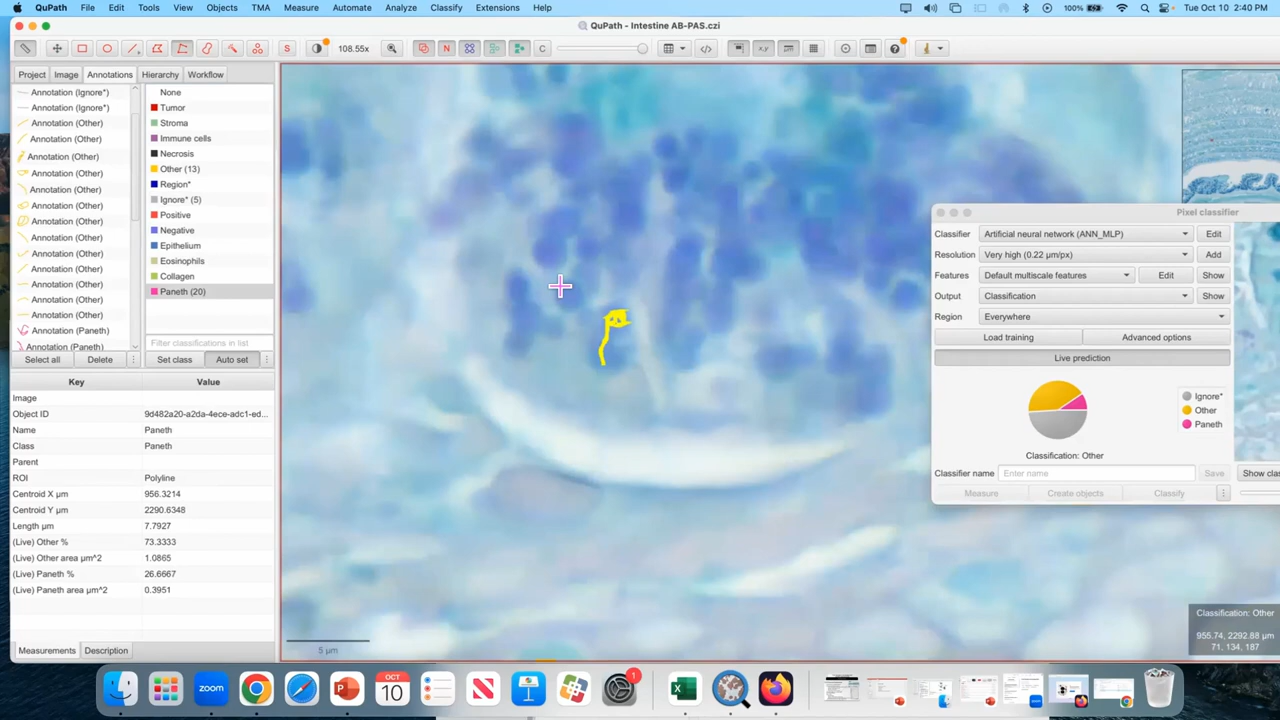 QuPath File Edit Tools View Objects TMA Measure Automate Analyze Classify Extensions Help 100% Tue Oct 10 2:40 PM
QuPath - Intestine AB-PAS.czi
S 108.55x N C x,y
Project Image Annotations Hierarchy Workflow
Annotation (Ignore*)
Annotation (Ignore*)
Annotation (Other)
Annotation (Other)
Annotation (Other)
Annotation (Other)
Annotation (Other)
Annotation (Other)
Annotation (Other)
Annotation (Other)
Annotation (Other)
Annotation (Other)
Annotation (Other)
Annotation (Other)
Annotation (Other)
Annotation (Paneth)
Annotation (Paneth)
None
Tumor
Stroma
Immune cells
Necrosis
Other (13)
Region*
Ignore* (5)
Positive
Negative
Epithelium
Eosinophils
Collagen
Paneth (20)
Filter classifications in list
Select all Delete Set class Auto set
Key Value
Image
Object ID 9d482a20-a2da-4ece-adc1-ed...
Name Paneth
Class Paneth
Parent
ROI Polyline
Centroid X µm 956.3214
Centroid Y µm 2290.6348
Length µm 7.7927
(Live) Other % 73.3333
(Live) Other area µm^2 1.0865
(Live) Paneth % 26.6667
(Live) Paneth area µm^2 0.3951
Measurements Description
5 µm
Pixel classifier
Classifier Artificial neural network (ANN_MLP) Edit
Resolution Very high (0.22 µm/px) Add
Features Default multiscale features Edit Show
Output Classification Show
Region Everywhere
Load training Advanced options
Live prediction
Ignore*
Other
Paneth
Classification: Other
Classifier name Enter name Save Show clas
Measure Create objects Classify
Classification: Other
955.74, 2292.88 µm
71, 134, 187
zoom OCT 10 1